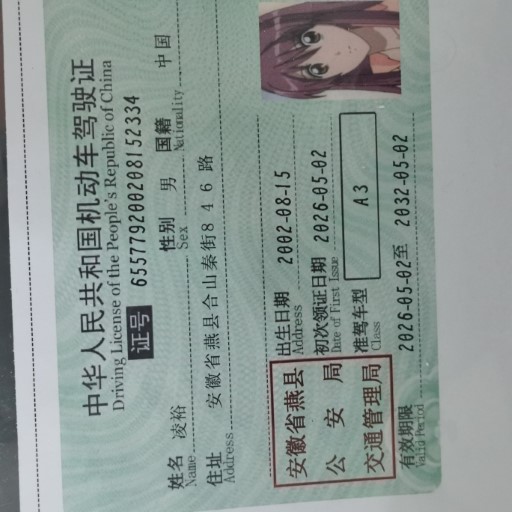 中华人民共和国机动车驾驶证
Driving License of the People's Republic of China
证号 655779200208152334
姓名 凌裕 性别 男 国籍 中国
Name Sex Nationality
住址 安徽省燕县合山秦街846路
Address
出生日期 2002-08-15
Address
初次领证日期 2026-05-02
Date of First Issue
准驾车型 A3
Class
安徽省燕县
公安局
交通管理局
有效期限 2026-05-02至 2032-05-02
Valid Period